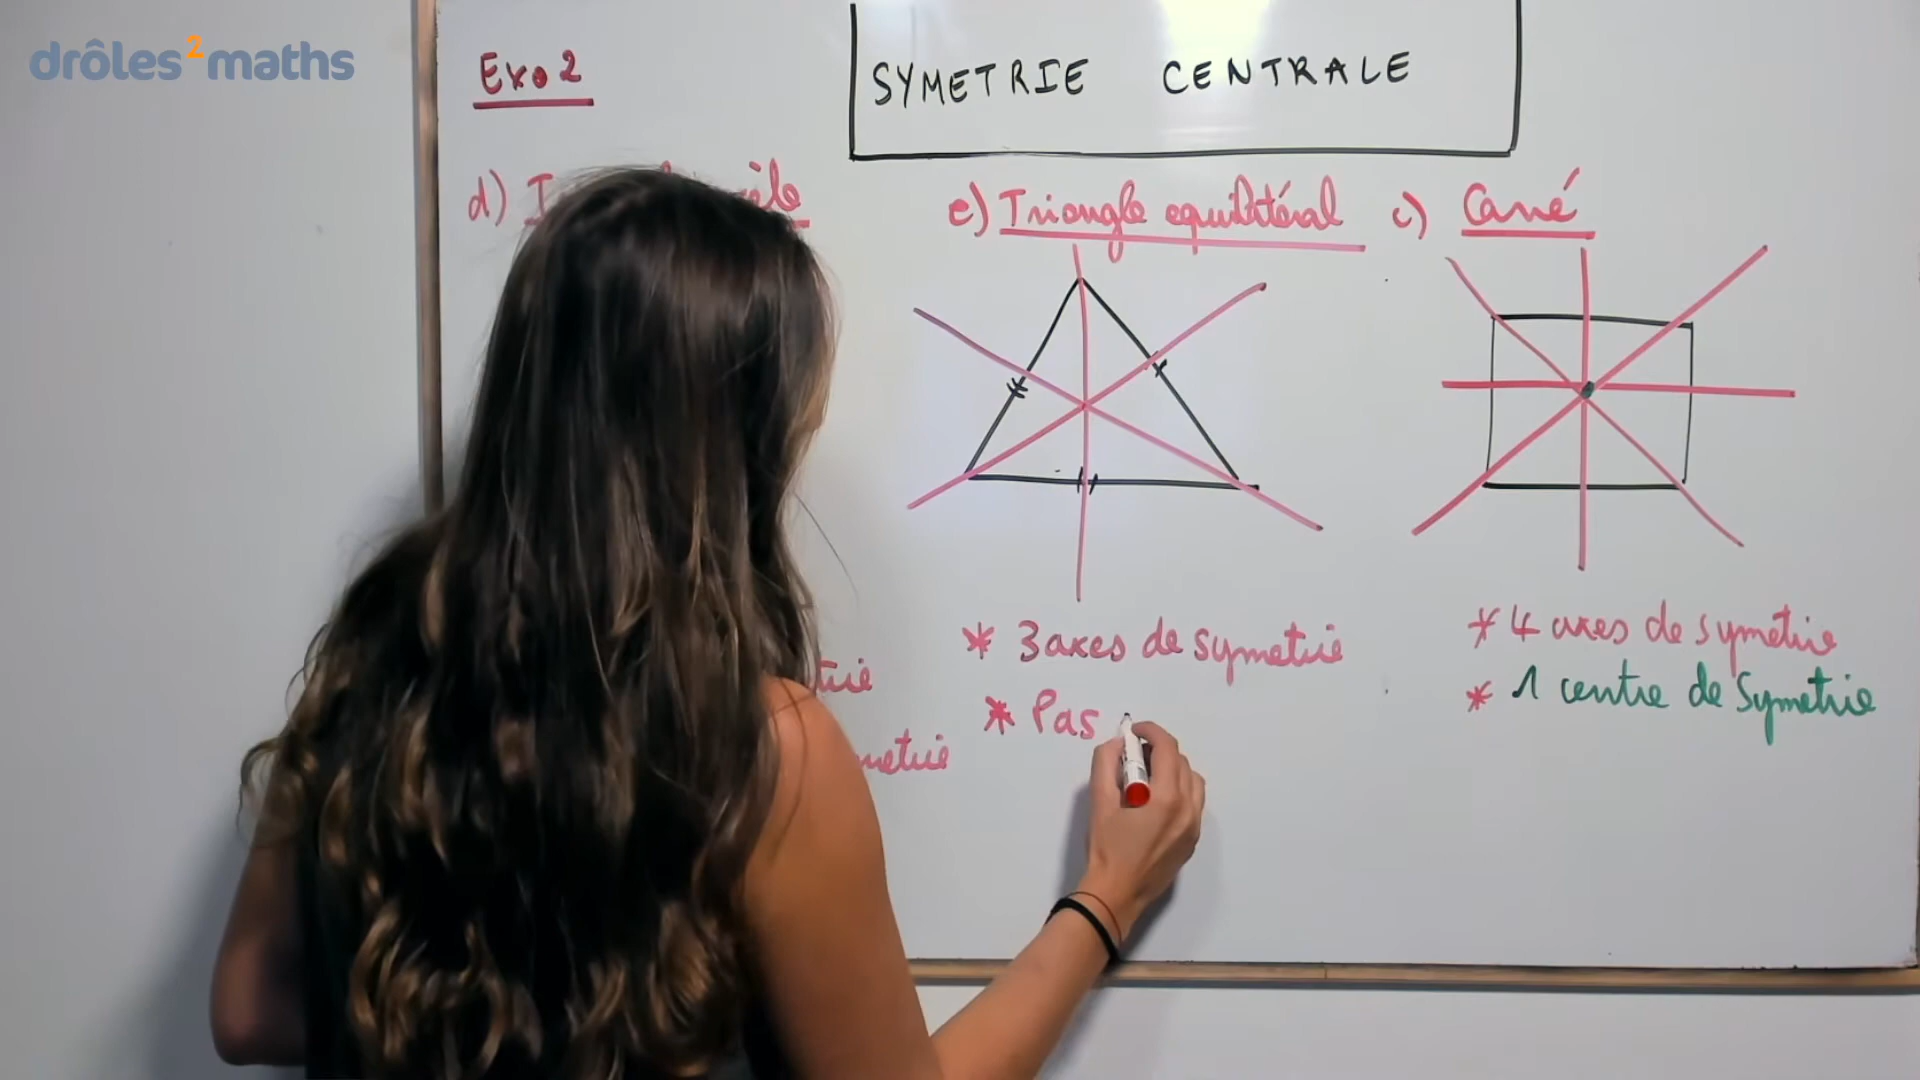 drôles2maths
Exo 2
SYMETRIE CENTRALE
d)
e) Triangle equilatéral
c) Carré
* 3 axes de symetrie
* Pas
* 4 axes de symetrie
* 1 centre de symetrie